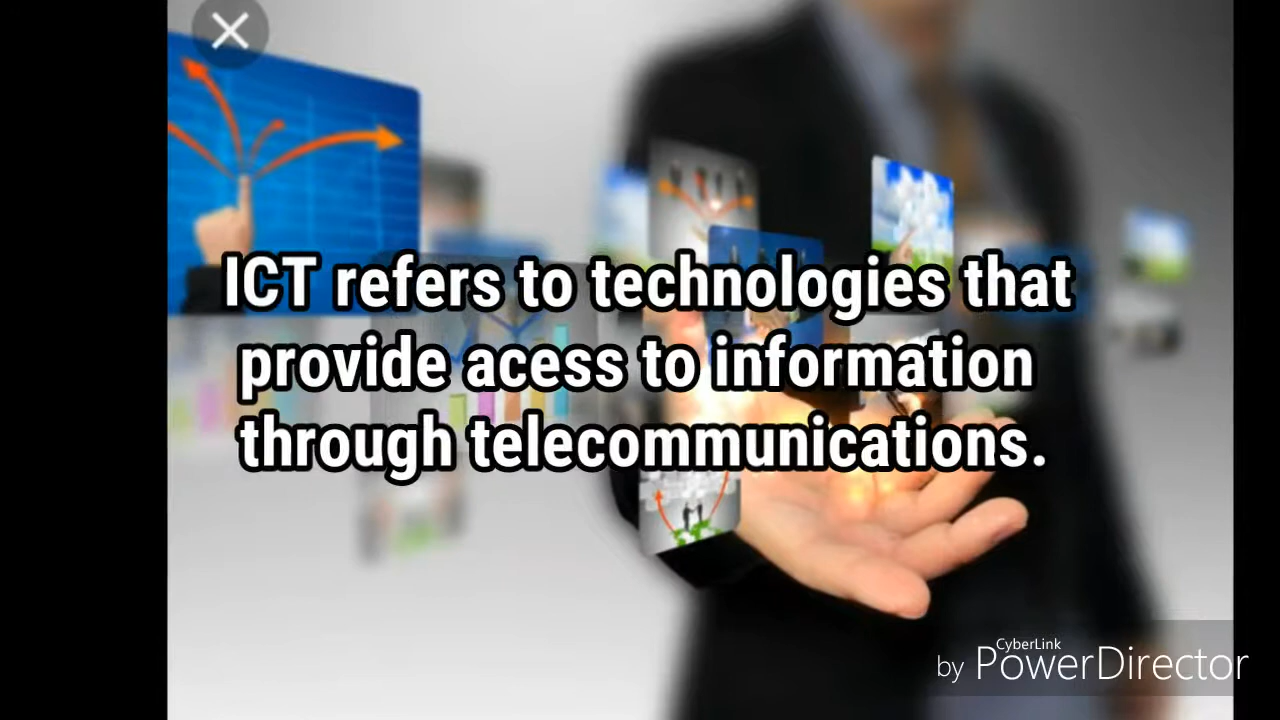 ICT refers to technologies that
provide acess to information
through telecommunications.
CyberLink
by PowerDirector